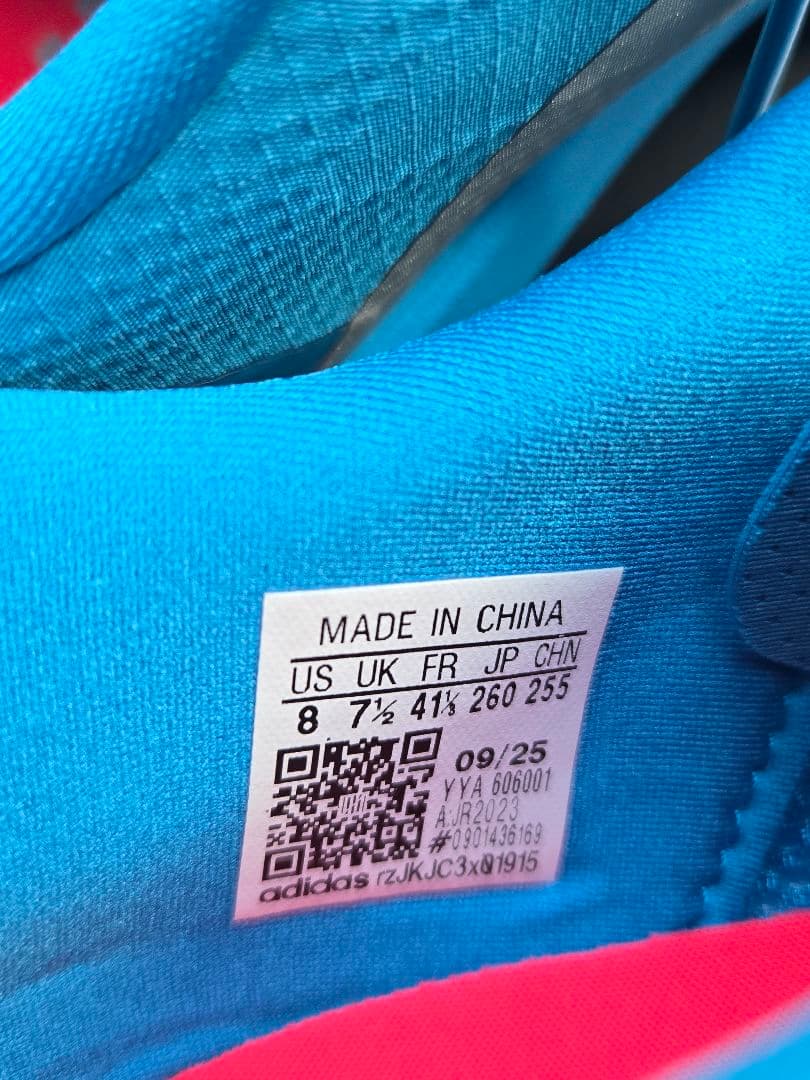 MADE IN CHINA
US UK FR JP CHN
8 7½ 41⅓ 260 255
09/25
YYA 606001
A:JR2023
#0901436169
adidas rzJKJC3x01915